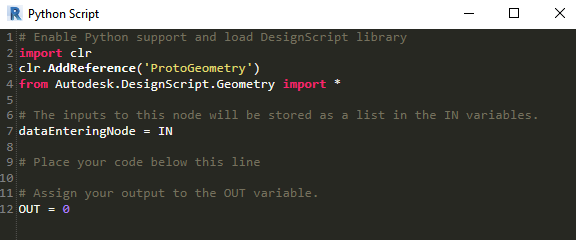 R Python Script
1 # Enable Python support and load DesignScript library
2 import clr
3 clr.AddReference('ProtoGeometry')
4 from Autodesk.DesignScript.Geometry import *
5
6 # The inputs to this node will be stored as a list in the IN variables.
7 dataEnteringNode = IN
8
9 # Place your code below this line
10
11 # Assign your output to the OUT variable.
12 OUT = 0